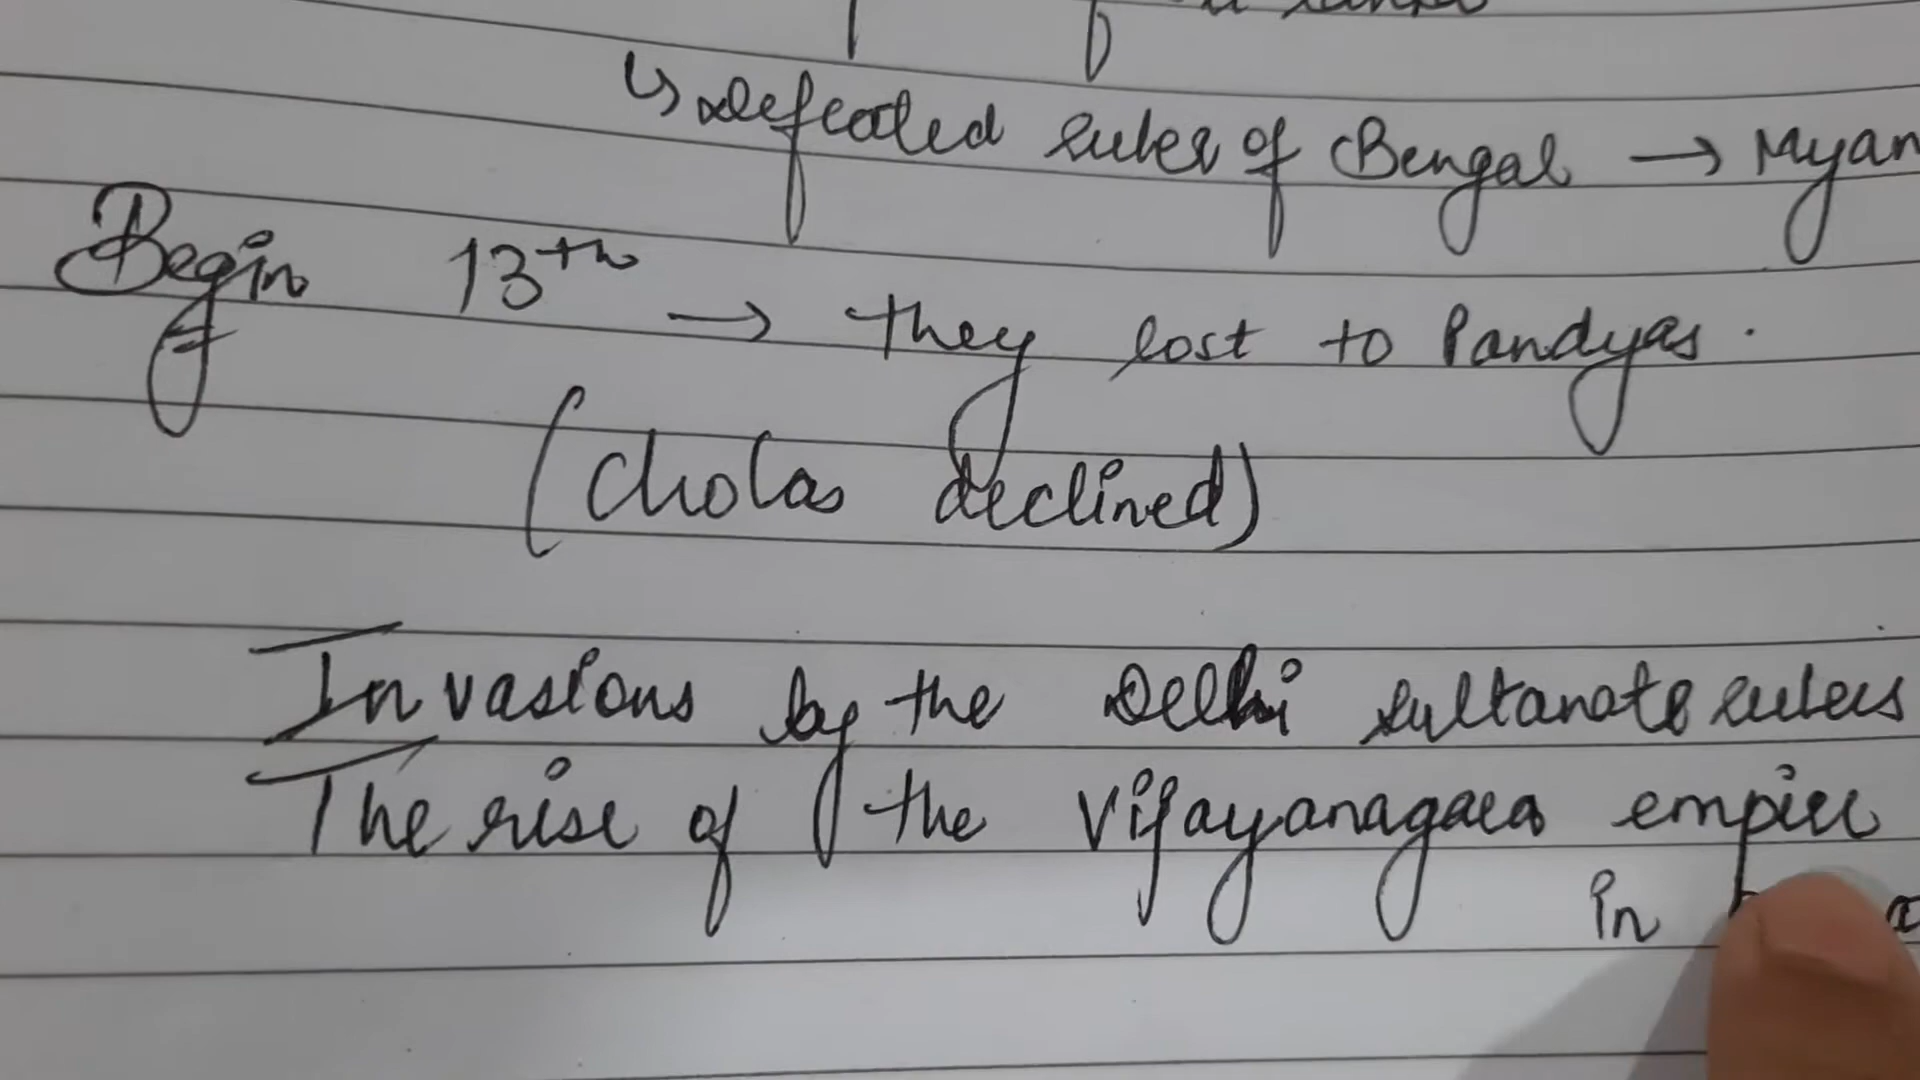 ↳ Defeated ruler of Bengal → Myan
Begin 13th → they lost to Pandyas.
(Cholas declined)
Invasions by the Delhi sultanate rulers
The rise of the Vijayanagara empire
in